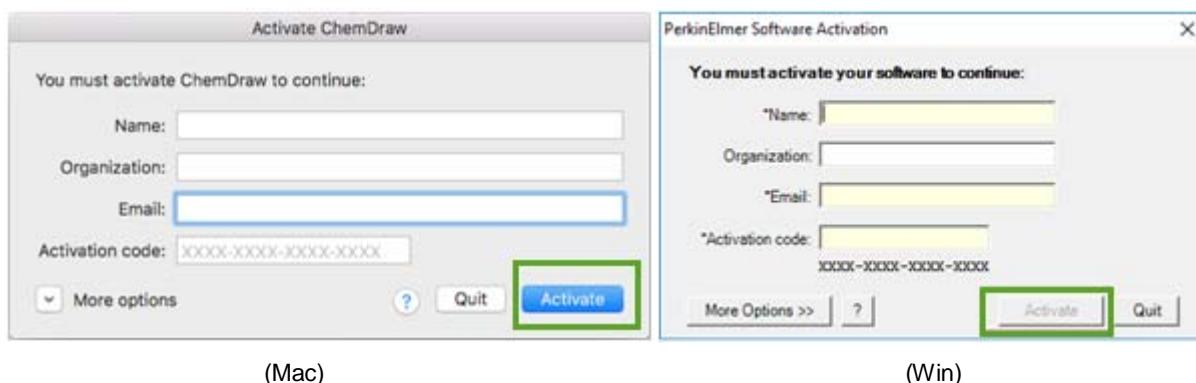 Activate ChemDraw
You must activate ChemDraw to continue:
Name:
Organization:
Email:
Activation code: XXXX-XXXX-XXXX-XXXX
More options ? Quit Activate
(Mac)
PerkinElmer Software Activation
You must activate your software to continue:
*Name:
Organization:
*Email:
*Activation code:
XXXX-XXXX-XXXX-XXXX
More Options >> ? Activate Quit
(Win)